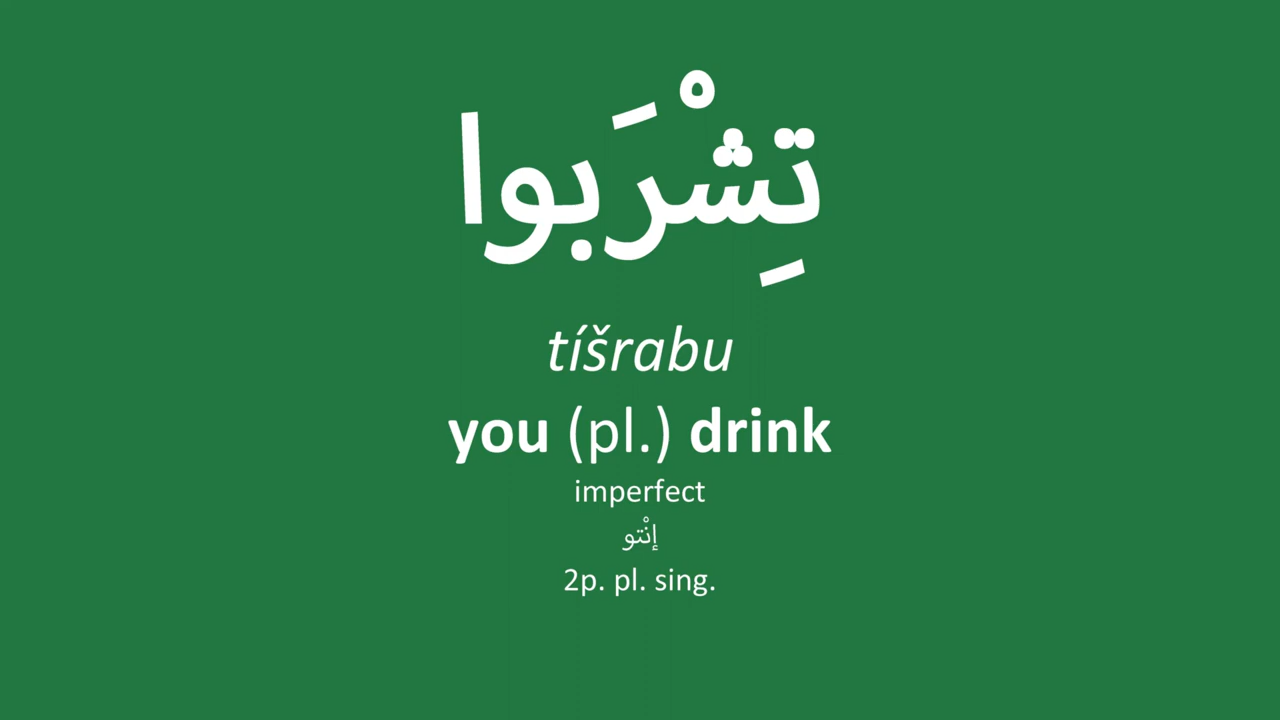 تِشْرَبوا
tíšrabu
you (pl.) drink
imperfect
إنْتو
2p. pl. sing.